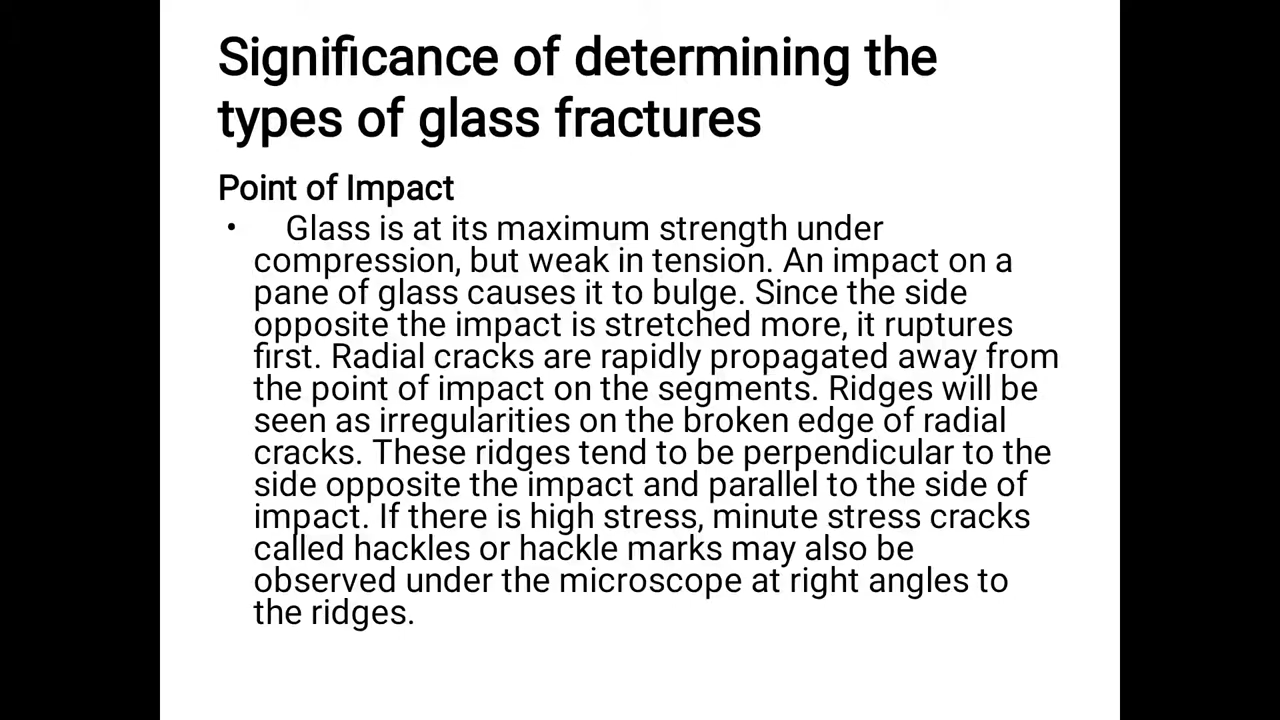 Significance of determining the
types of glass fractures
Point of Impact
• Glass is at its maximum strength under
compression, but weak in tension. An impact on a
pane of glass causes it to bulge. Since the side
opposite the impact is stretched more, it ruptures
first. Radial cracks are rapidly propagated away from
the point of impact on the segments. Ridges will be
seen as irregularities on the broken edge of radial
cracks. These ridges tend to be perpendicular to the
side opposite the impact and parallel to the side of
impact. If there is high stress, minute stress cracks
called hackles or hackle marks may also be
observed under the microscope at right angles to
the ridges.